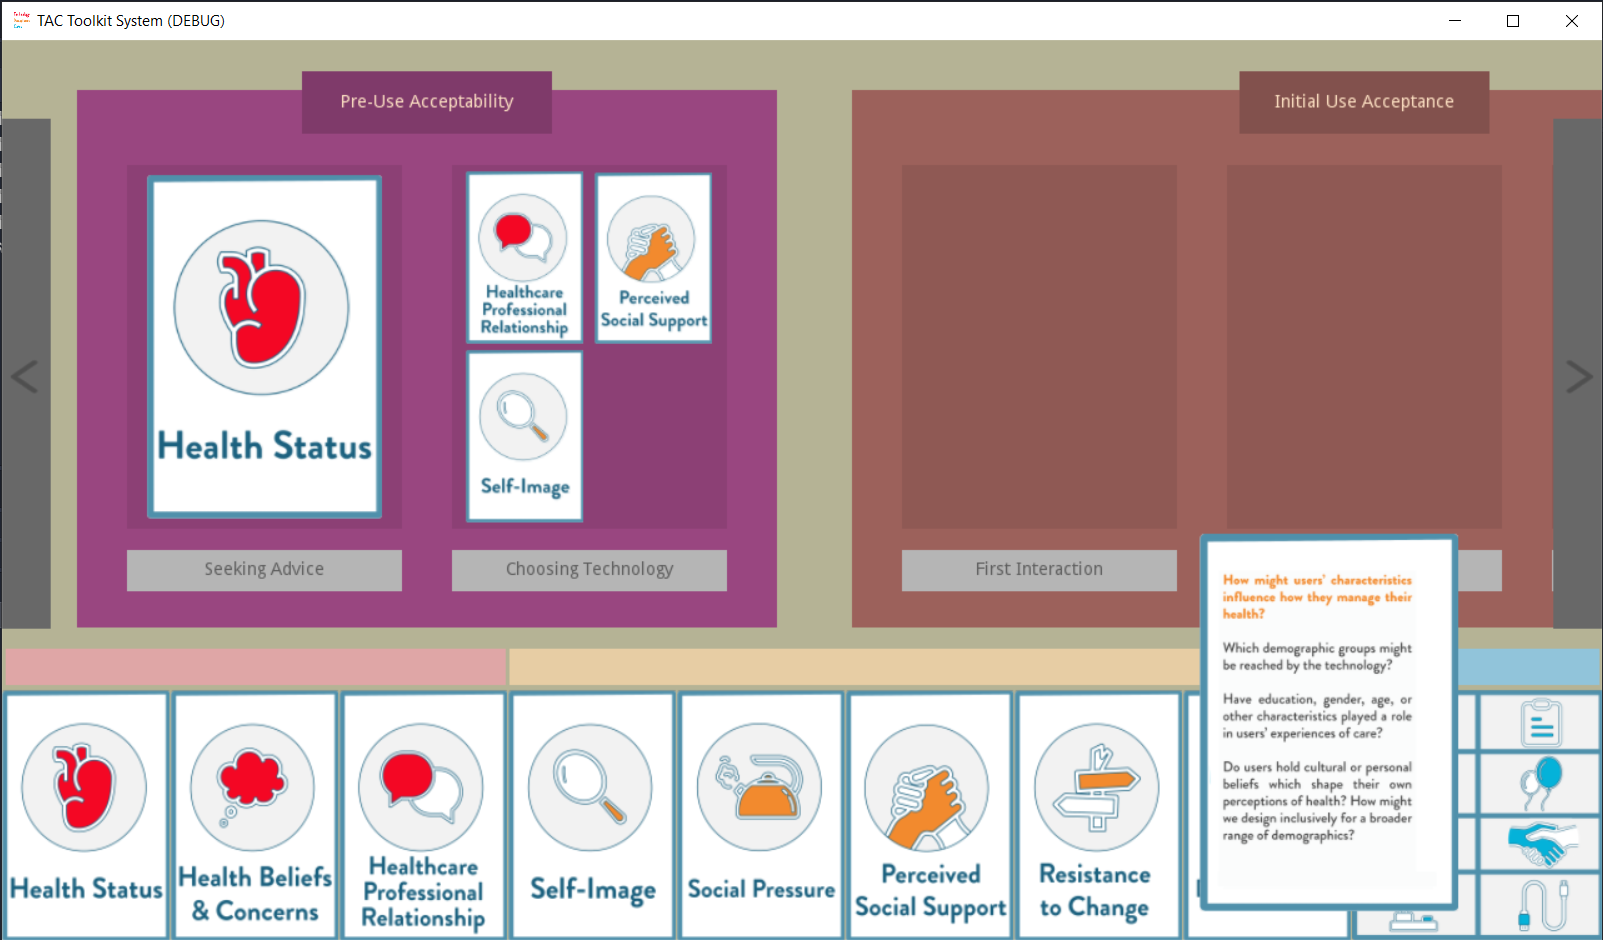 TAC Toolkit System (DEBUG)
Pre-Use Acceptability
Initial Use Acceptance
Health Status
Healthcare
Professional
Relationship
Perceived
Social Support
Self-Image
Seeking Advice
Choosing Technology
First Interaction
How might users' characteristics
influence how they manage their
health?
Which demographic groups might
be reached by the technology?
Have education, gender, age, or
other characteristics played a role
in users' experiences of care?
Do users hold cultural or personal
beliefs which shape their own
perceptions of health? How might
we design inclusively for a broader
range of demographics?
Health Status
Health Beliefs
& Concerns
Healthcare
Professional
Relationship
Self-Image
Social Pressure
Perceived
Social Support
Resistance
to Change